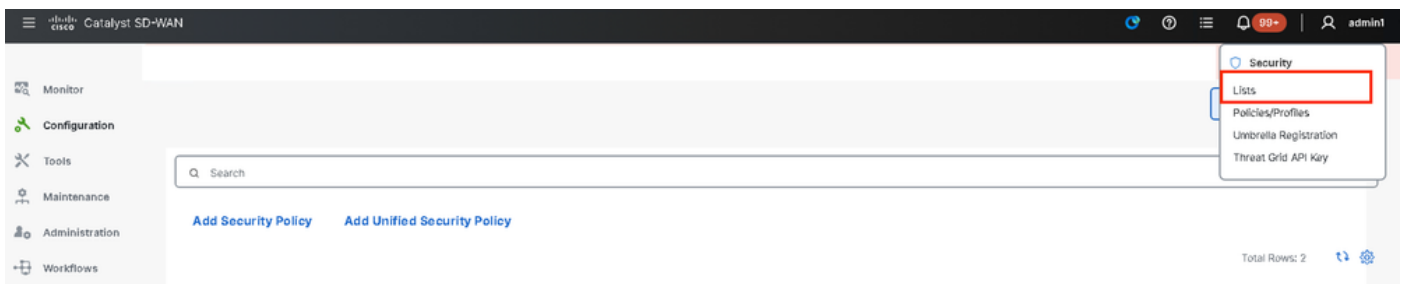 cisco Catalyst SD-WAN
99+
admin1
Security
Lists
Policies/Profiles
Umbrella Registration
Threat Grid API Key
Monitor
Configuration
Tools
Maintenance
Administration
Workflows
Search
Add Security Policy Add Unified Security Policy
Total Rows: 2